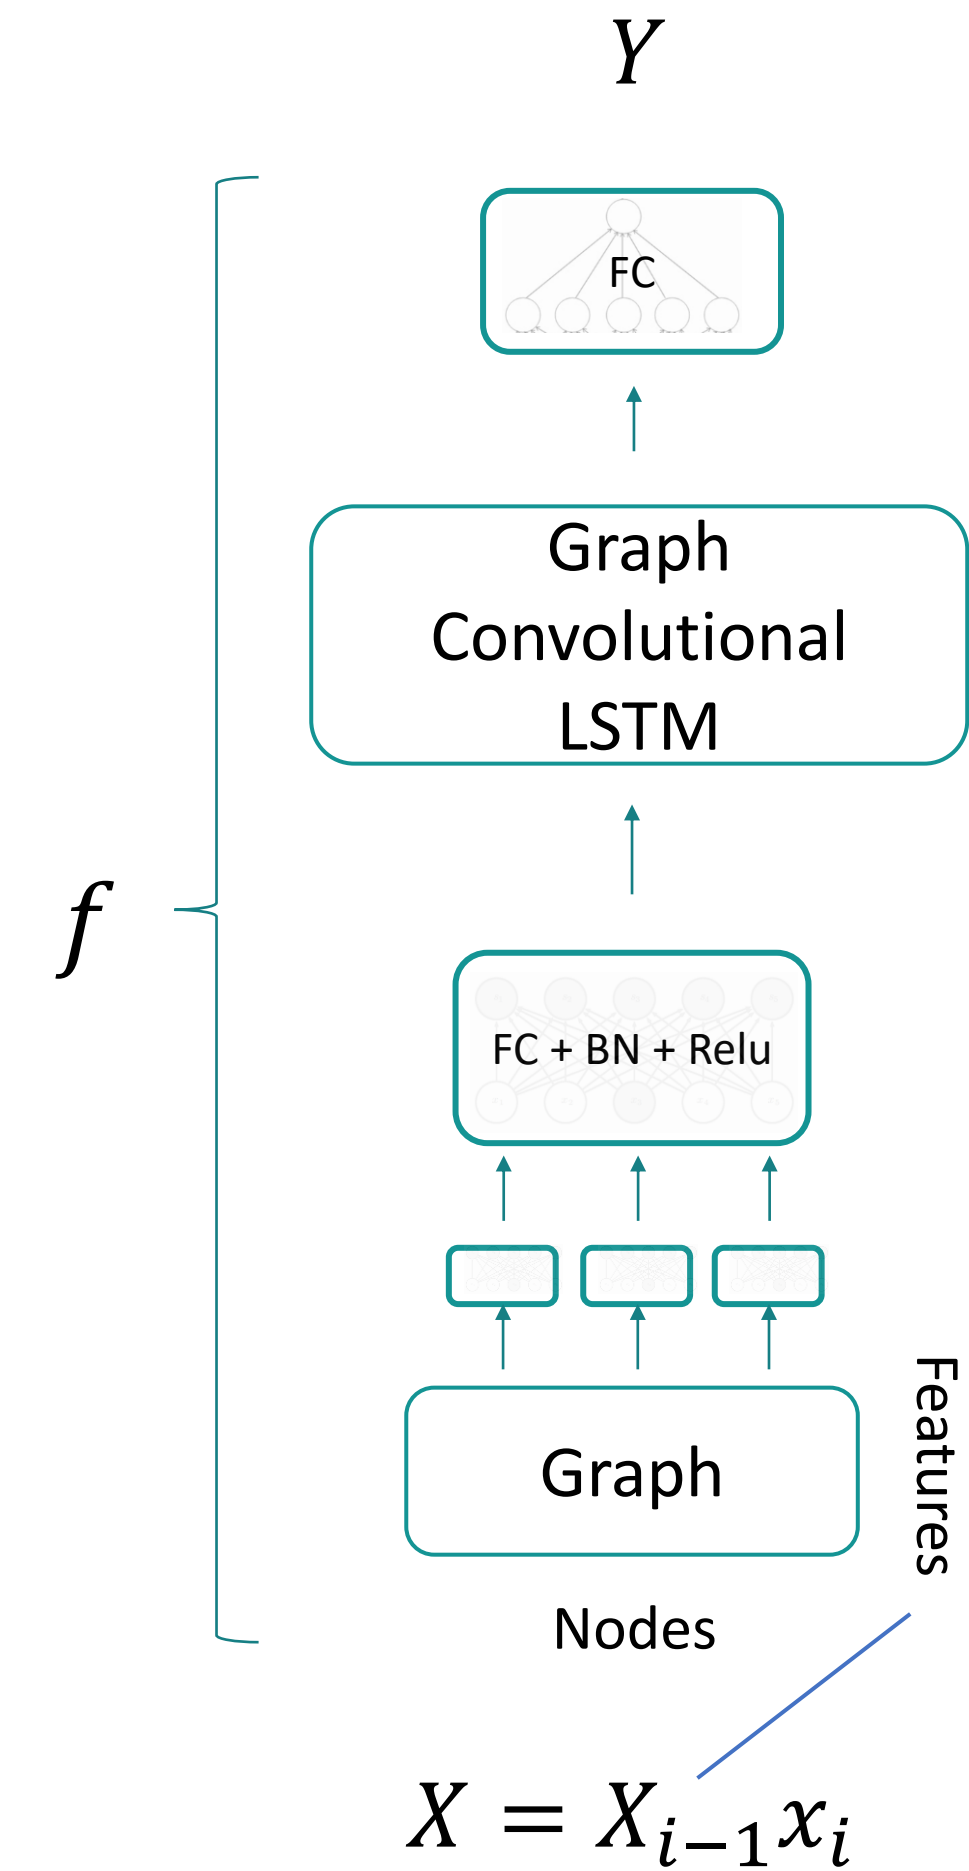 Y
FC
Graph
Convolutional
LSTM
f
FC + BN + Relu
Graph
Features
Nodes
X = X_{i-1}x_i